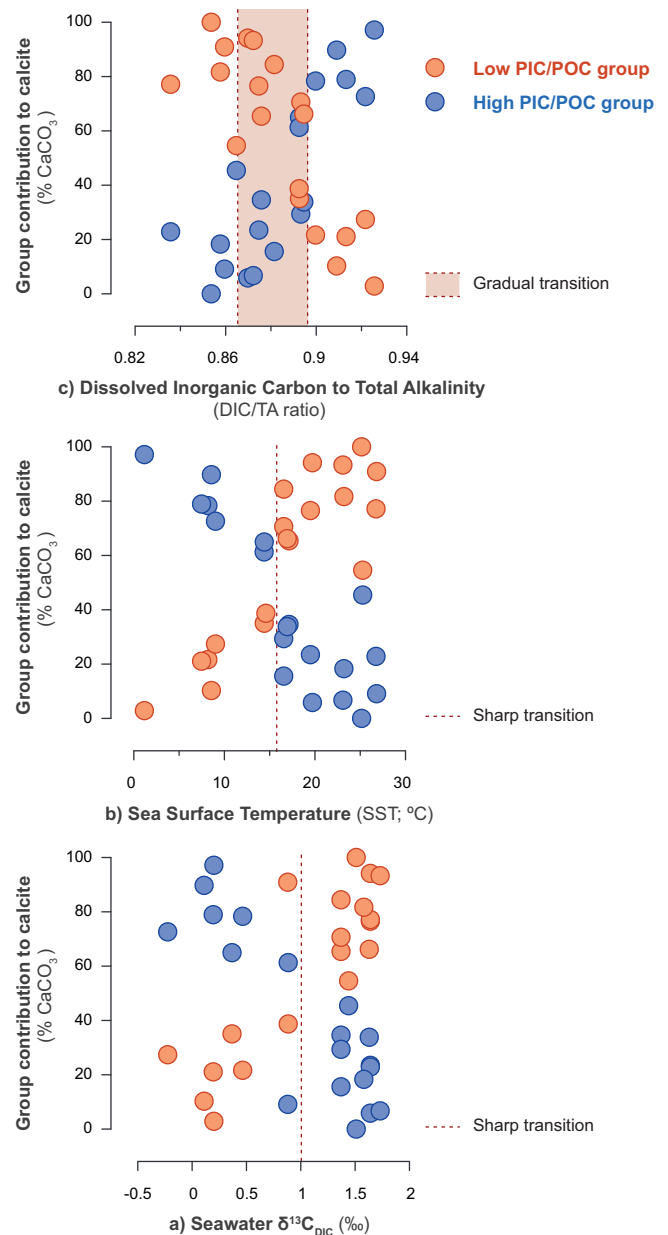 100
80
60
40
20
0
Group contribution to calcite
(% CaCO₃)
Low PIC/POC group
High PIC/POC group
Gradual transition
0.82 0.86 0.9 0.94
c) Dissolved Inorganic Carbon to Total Alkalinity
(DIC/TA ratio)
100
80
60
40
20
0
Group contribution to calcite
(% CaCO₃)
Sharp transition
0 10 20 30
b) Sea Surface Temperature (SST; ºC)
100
80
60
40
20
0
Group contribution to calcite
(% CaCO₃)
Sharp transition
-0.5 0 0.5 1 1.5 2
a) Seawater δ¹³C_DIC (‰)